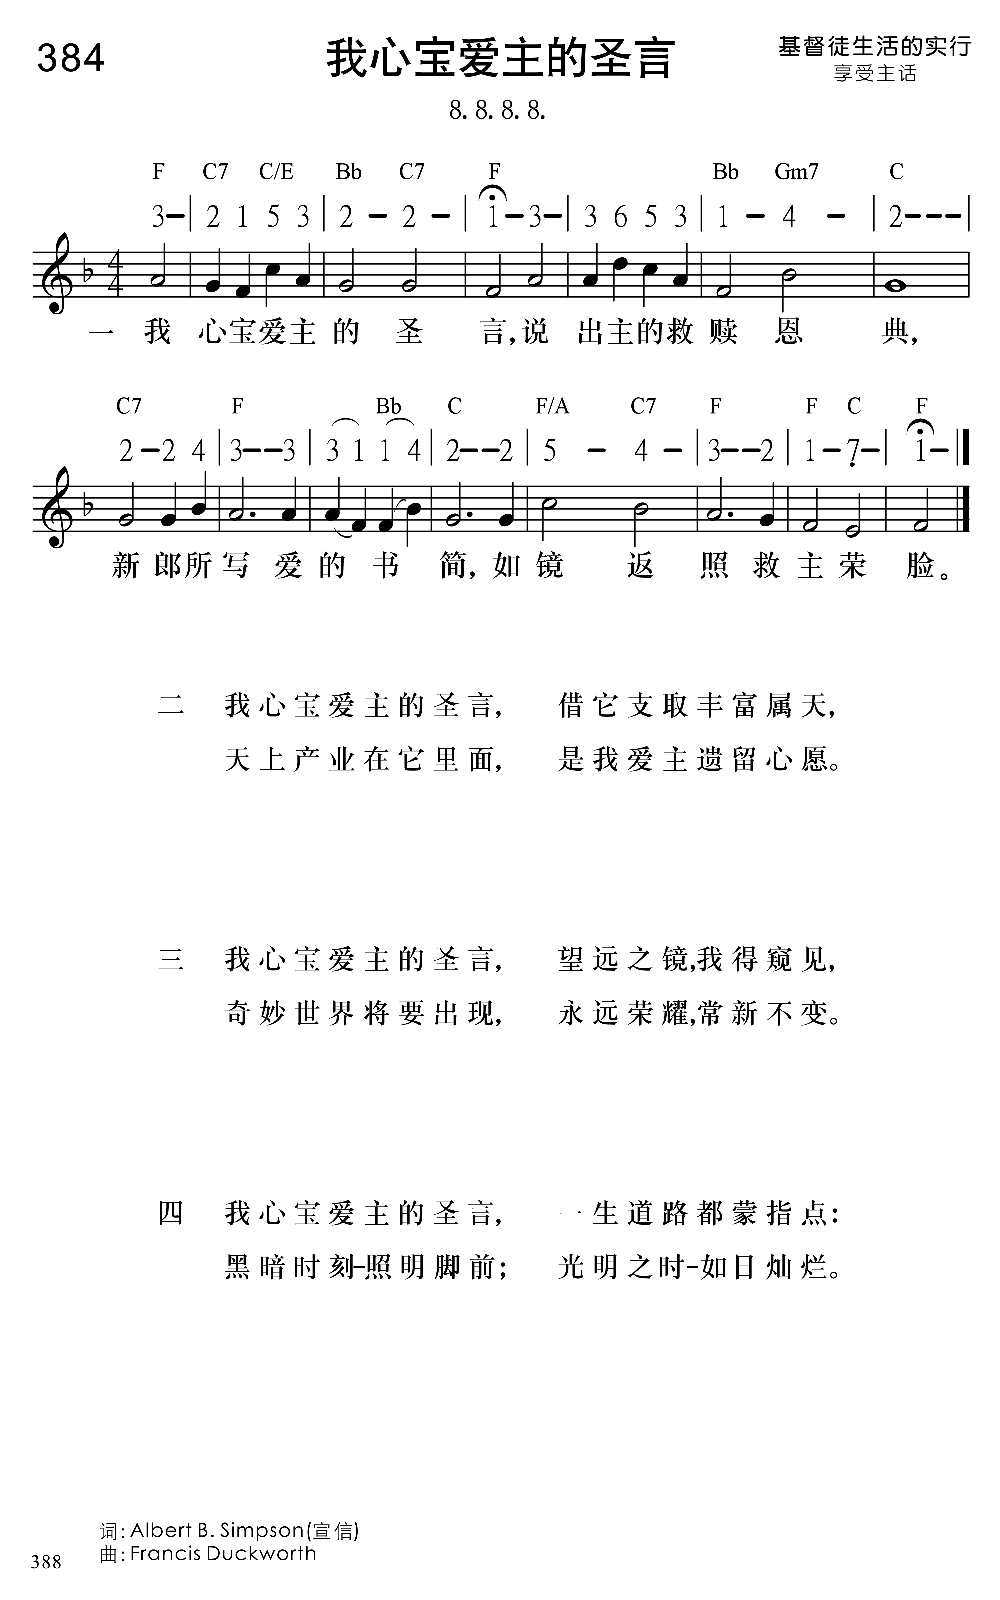 384
我心宝爱主的圣言
基督徒生活的实行
享受主话
8. 8. 8. 8.
F C7 C/E Bb C7 F Bb Gm7 C
3– | 2 1 5 3 | 2 – 2 – | 1–3– | 3 6 5 3 | 1 – 4 – | 2––– |
4
4
一 我 心宝爱主 的 圣 言,说 出主的救 赎 恩 典,
C7 F Bb C F/A C7 F F C F
2–2 4 | 3––3 | 3 1 1 4 | 2––2 | 5 – 4 – | 3––2 | 1–7– | 1– ‖
新 郎所 写 爱 的 书 简, 如 镜 返 照 救 主 荣 脸。
二 我心宝爱主的圣言, 借它支取丰富属天,
天上产业在它里面, 是我爱主遗留心愿。
三 我心宝爱主的圣言, 望远之镜,我得窥见,
奇妙世界将要出现, 永远荣耀,常新不变。
四 我心宝爱主的圣言, 一生道路都蒙指点:
黑暗时刻–照明脚前; 光明之时–如日灿烂。
词: Albert B. Simpson(宣信)
曲: Francis Duckworth
388